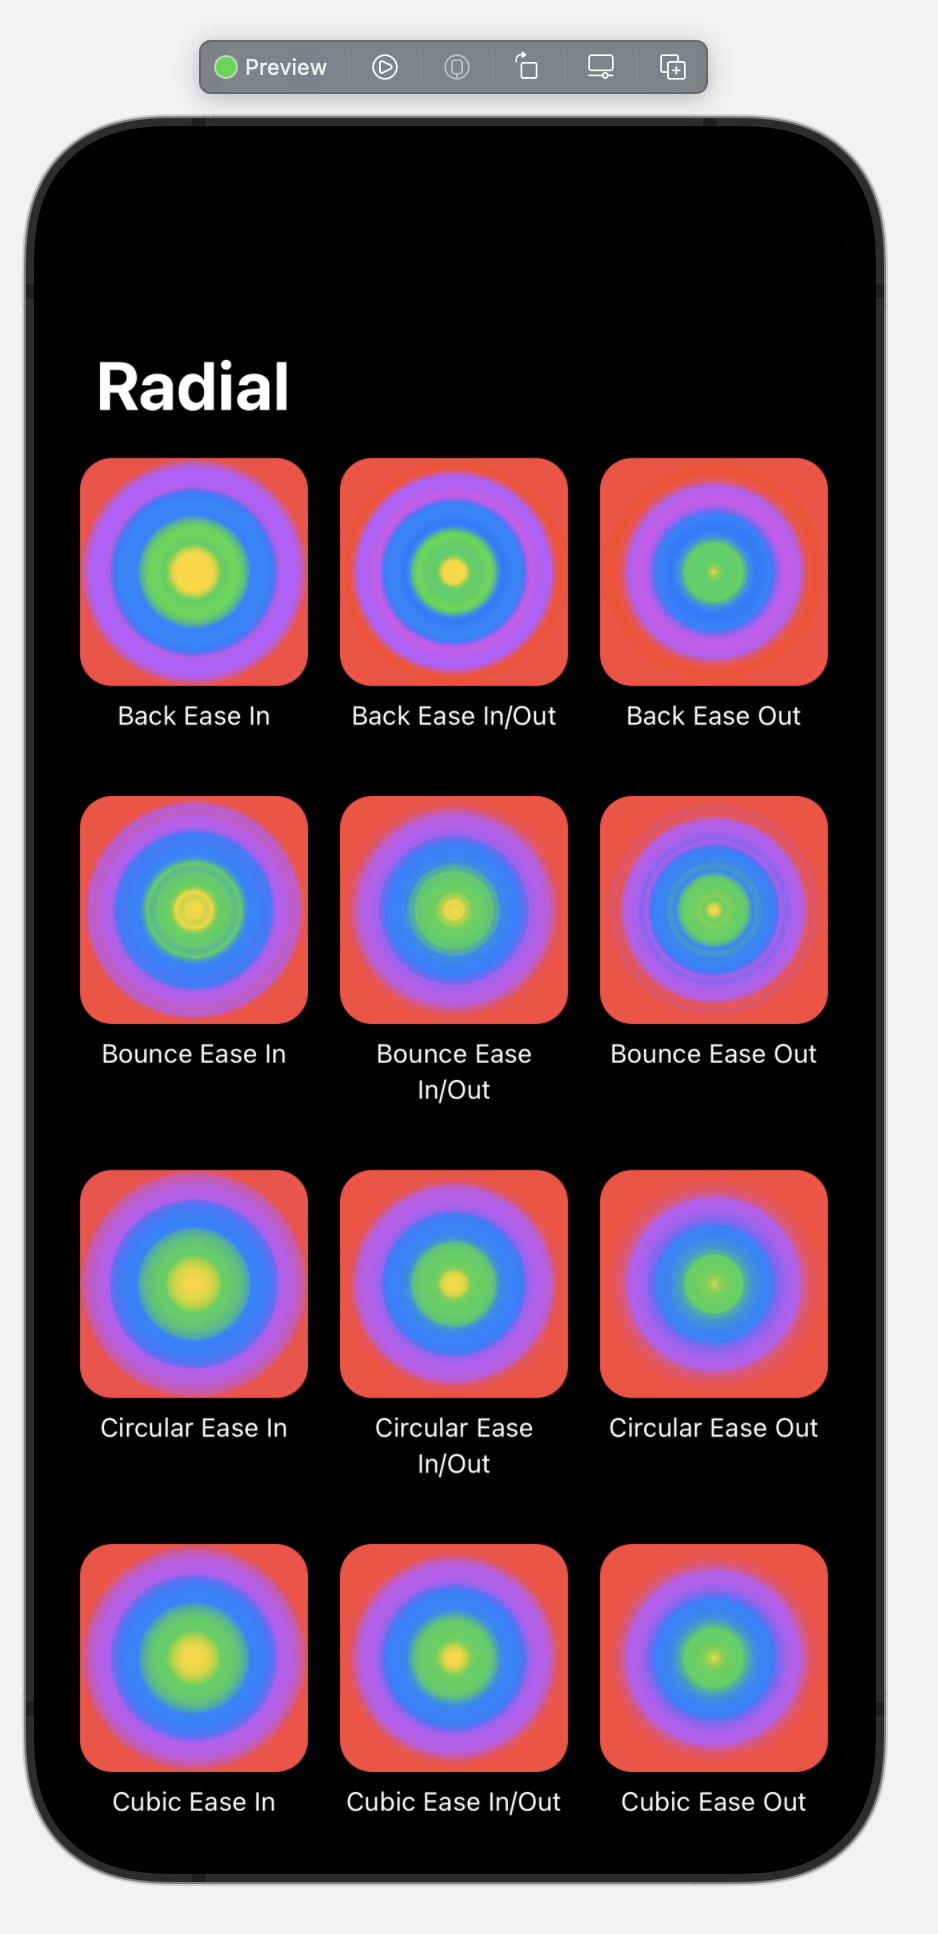 Preview
Radial
Back Ease In
Back Ease In/Out
Back Ease Out
Bounce Ease In
Bounce Ease
In/Out
Bounce Ease Out
Circular Ease In
Circular Ease
In/Out
Circular Ease Out
Cubic Ease In
Cubic Ease In/Out
Cubic Ease Out